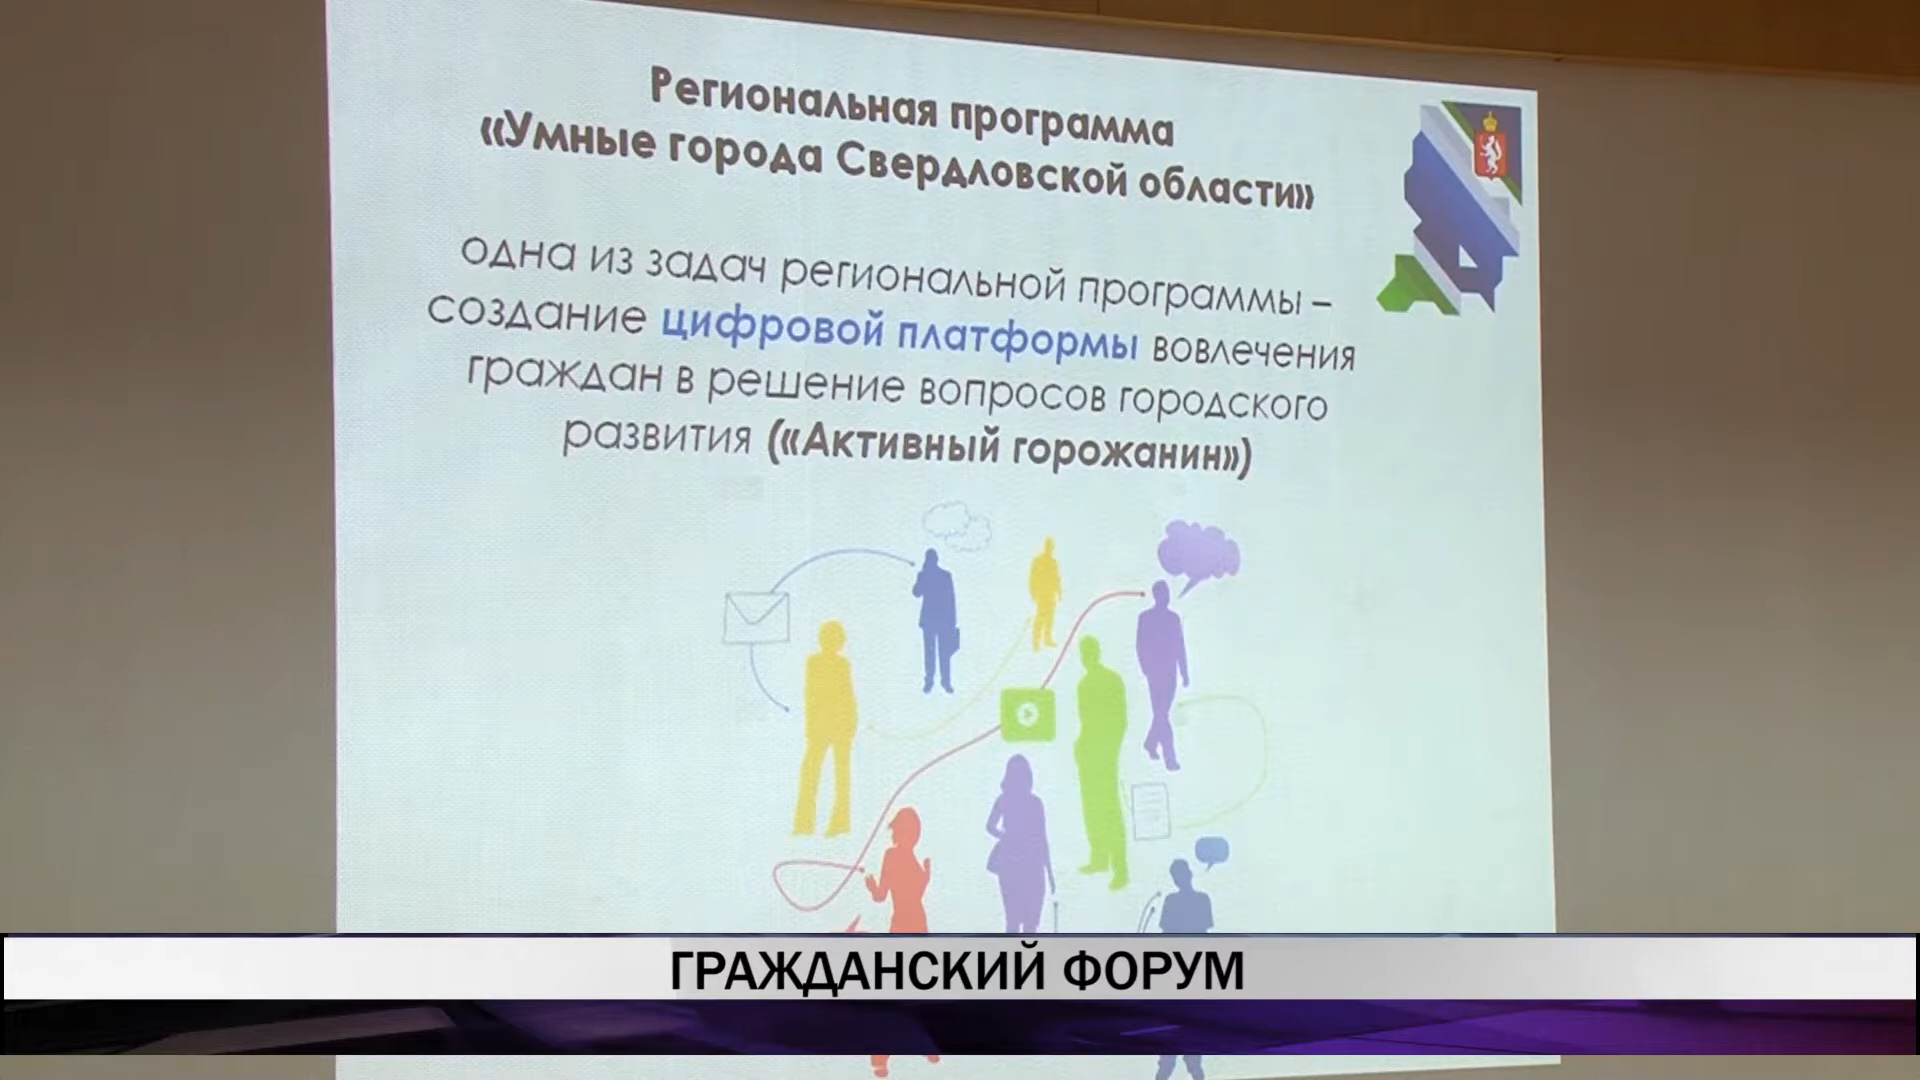 Региональная программа
«Умные города Свердловской области»
одна из задач региональной программы –
создание цифровой платформы вовлечения
граждан в решение вопросов городского
развития («Активный горожанин»)
ГРАЖДАНСКИЙ ФОРУМ